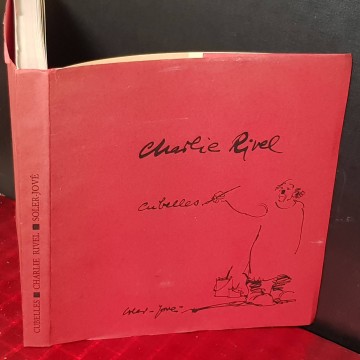 Charlie Rivel
Cubelles
Soler-Jové
CUBELLES ■ CHARLIE RIVEL ■ SOLER-JOVÉ